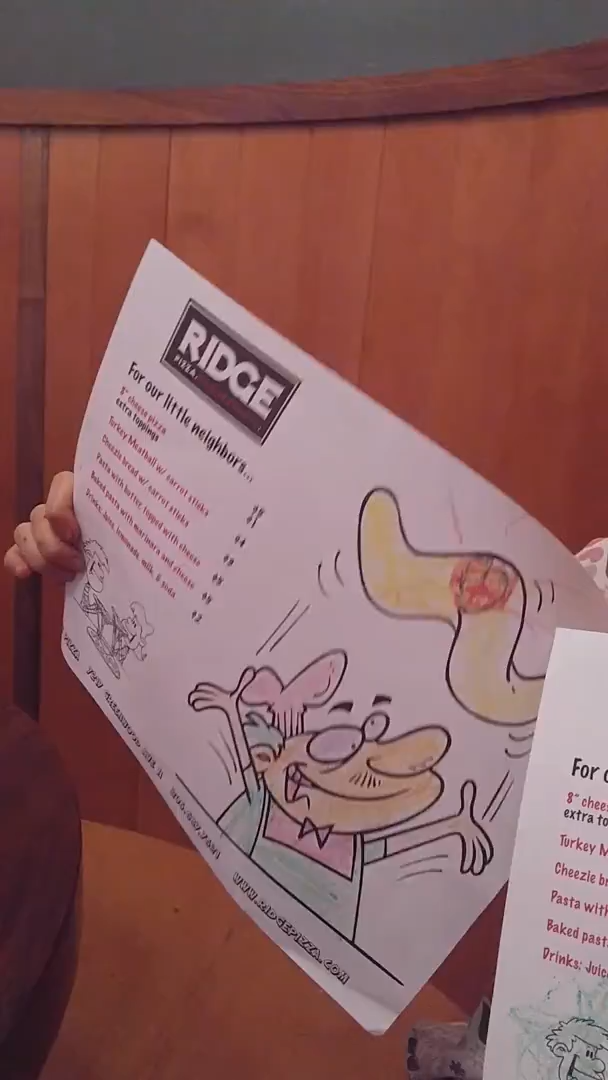 RIDGE
PIZZA
For our little neighbors...
8" cheese pizza
extra toppings
Turkey Meatball w/ carrot sticks
Cheezle bread w/ carrot sticks
Pasta with butter, topped with cheese
Baked pasta with marinara and cheese
Drinks; Juice, lemonade, milk, & soda
$2
PIZZA
WWW.RIDGEPIZZA.COM
For o
8" chees
extra to
Turkey M
Cheezle br
Pasta with
Baked past
Drinks; Juic